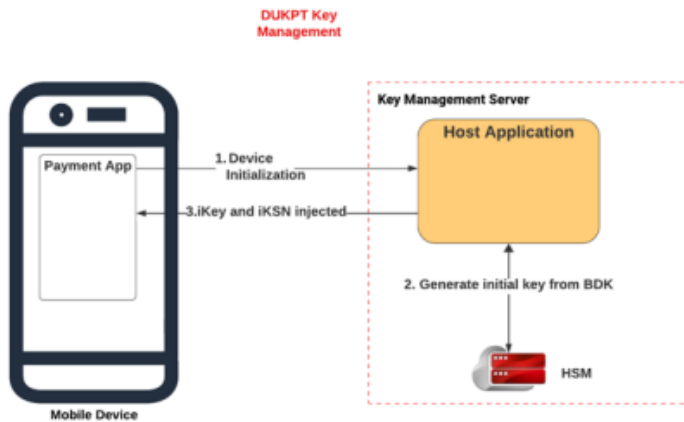 DUKPT Key
Management
Key Management Server
Host Application
Payment App
1. Device
Initialization
3.iKey and iKSN injected
2. Generate initial key from BDK
HSM
Mobile Device